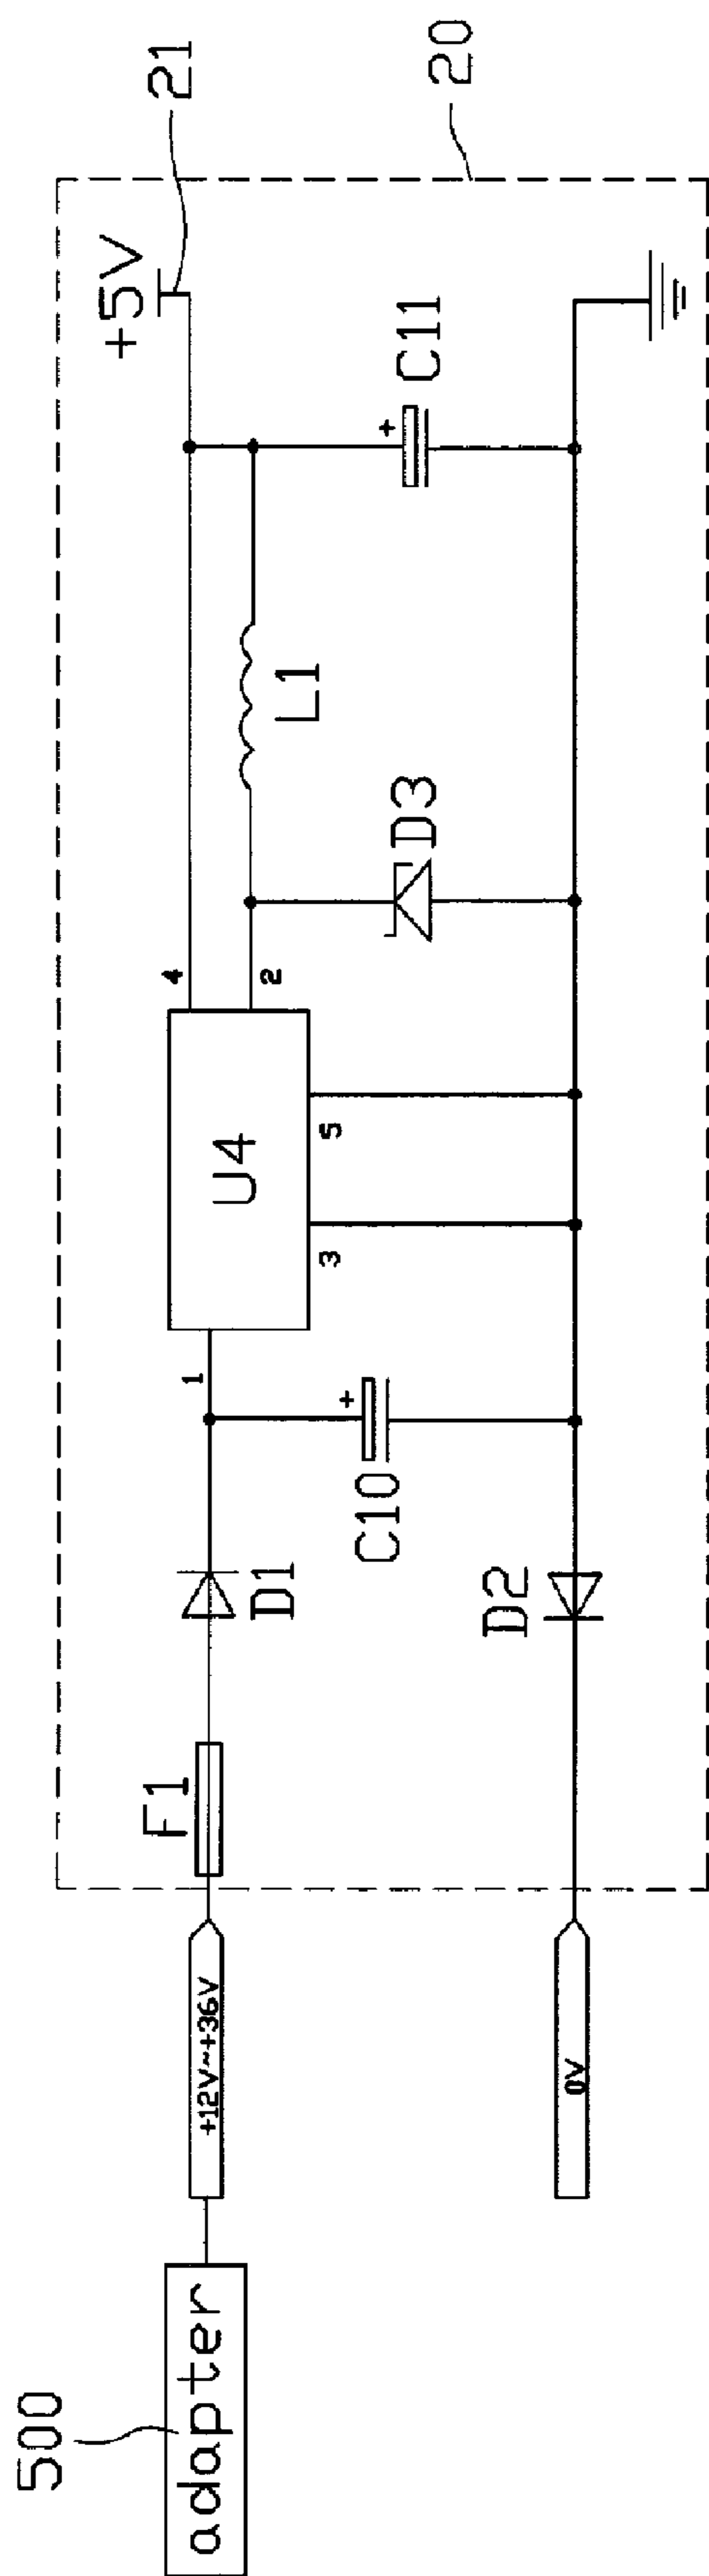 500
adapter
+12V~+36V
0V
F1
D1
D2
C10
+
1
U4
3
5
4
2
D3
L1
C11
+
+5V
21
20